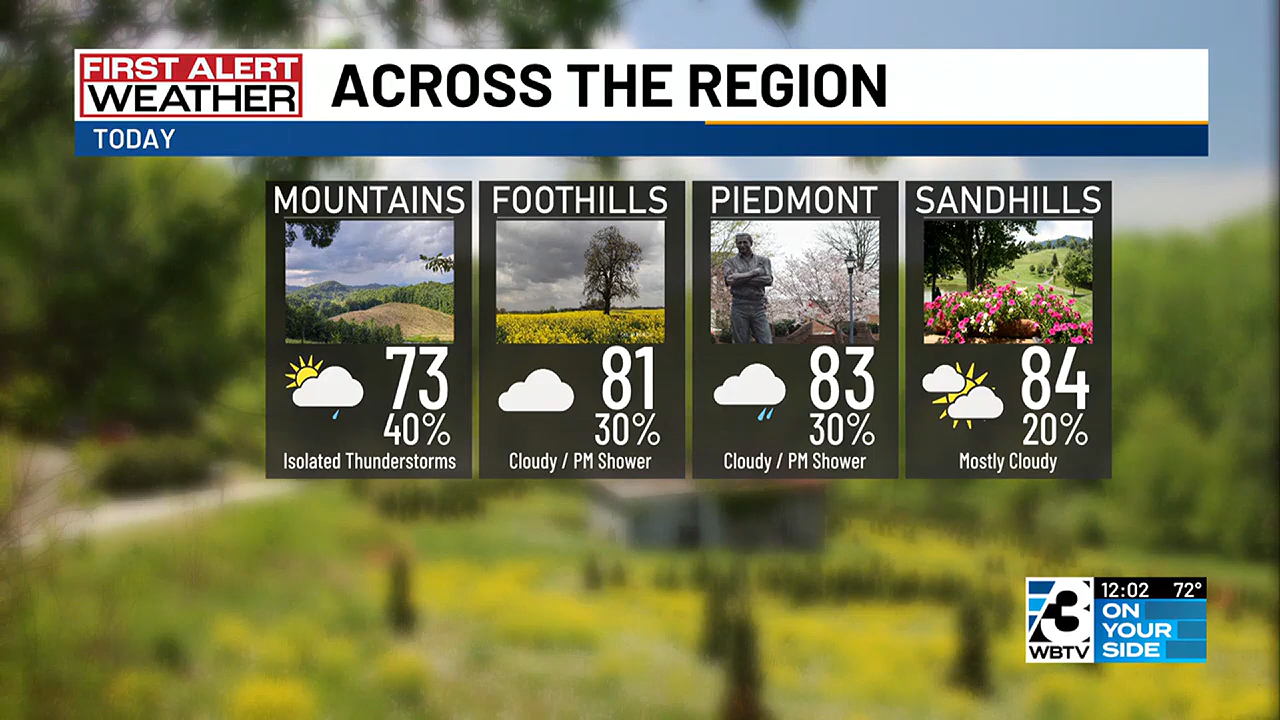 FIRST ALERT
WEATHER
ACROSS THE REGION
TODAY
MOUNTAINS
73
40%
Isolated Thunderstorms
FOOTHILLS
81
30%
Cloudy / PM Shower
PIEDMONT
83
30%
Cloudy / PM Shower
SANDHILLS
84
20%
Mostly Cloudy
3
WBTV
12:02 72°
ON
YOUR
SIDE